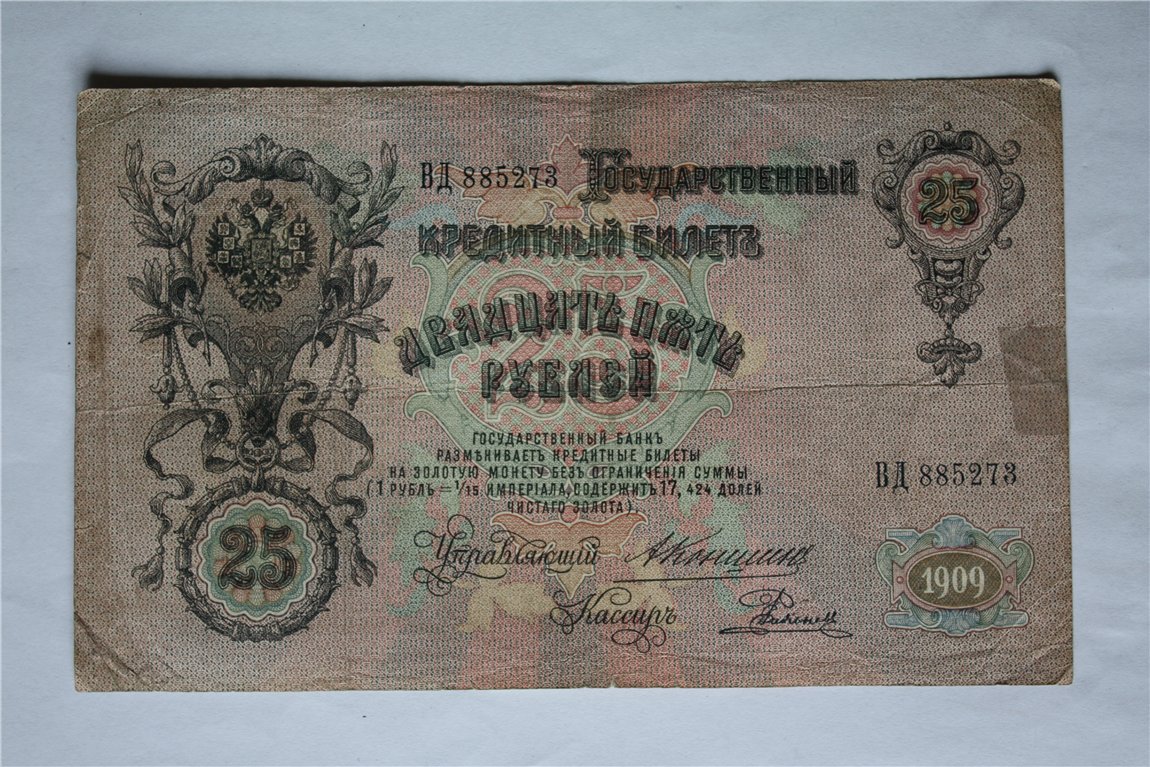 ВД 885273 ГОСУДАРСТВЕННЫЙ
КРЕДИТНЫЙ БИЛЕТЪ
25
ДВАДЦАТЬ ПЯТЬ
РУБЛЕЙ
25
ГОСУДАРСТВЕННЫЙ БАНКЪ
РАЗМѢНИВАЕТЪ КРЕДИТНЫЕ БИЛЕТЫ
НА ЗОЛОТУЮ МОНЕТУ БЕЗЪ ОГРАНИЧЕНІЯ СУММЫ
(1 РУБЛЬ = 1/15 ИМПЕРІАЛА, СОДЕРЖИТЪ 17, 424 ДОЛЕЙ
ЧИСТАГО ЗОЛОТА).
ВД 885273
25
Управляющій
Кассиръ
1909